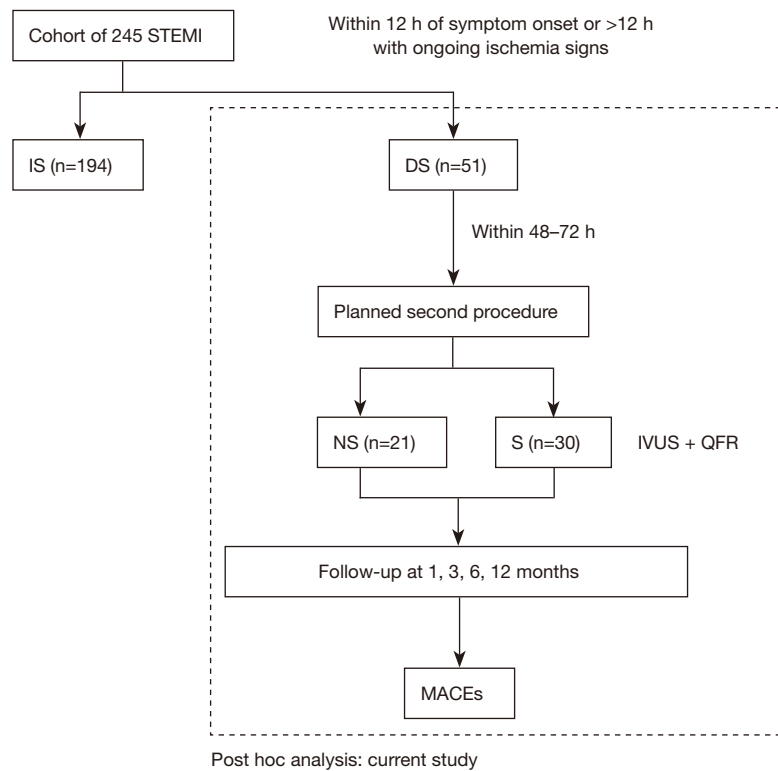 Cohort of 245 STEMI
Within 12 h of symptom onset or >12 h
with ongoing ischemia signs
IS (n=194)
DS (n=51)
Within 48–72 h
Planned second procedure
NS (n=21)
S (n=30)
IVUS + QFR
Follow-up at 1, 3, 6, 12 months
MACEs
Post hoc analysis: current study